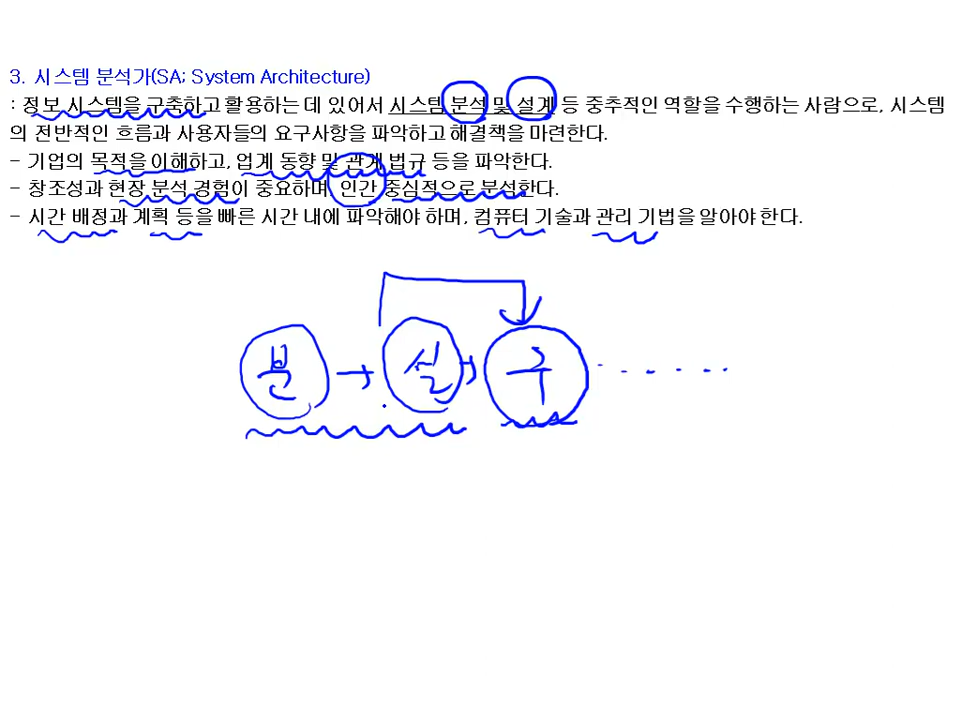 3. 시스템 분석가(SA; System Architecture)
: 정보 시스템을 구축하고 활용하는 데 있어서 시스템 분석 및 설계 등 중추적인 역할을 수행하는 사람으로, 시스템
의 전반적인 흐름과 사용자들의 요구사항을 파악하고 해결책을 마련한다.
- 기업의 목적을 이해하고, 업계 동향 및 관계 법규 등을 파악한다.
- 창조성과 현장 분석 경험이 중요하며, 인간 중심적으로 분석한다.
- 시간 배정과 계획 등을 빠른 시간 내에 파악해야 하며, 컴퓨터 기술과 관리 기법을 알아야 한다.
분 → 설 → 구 ......